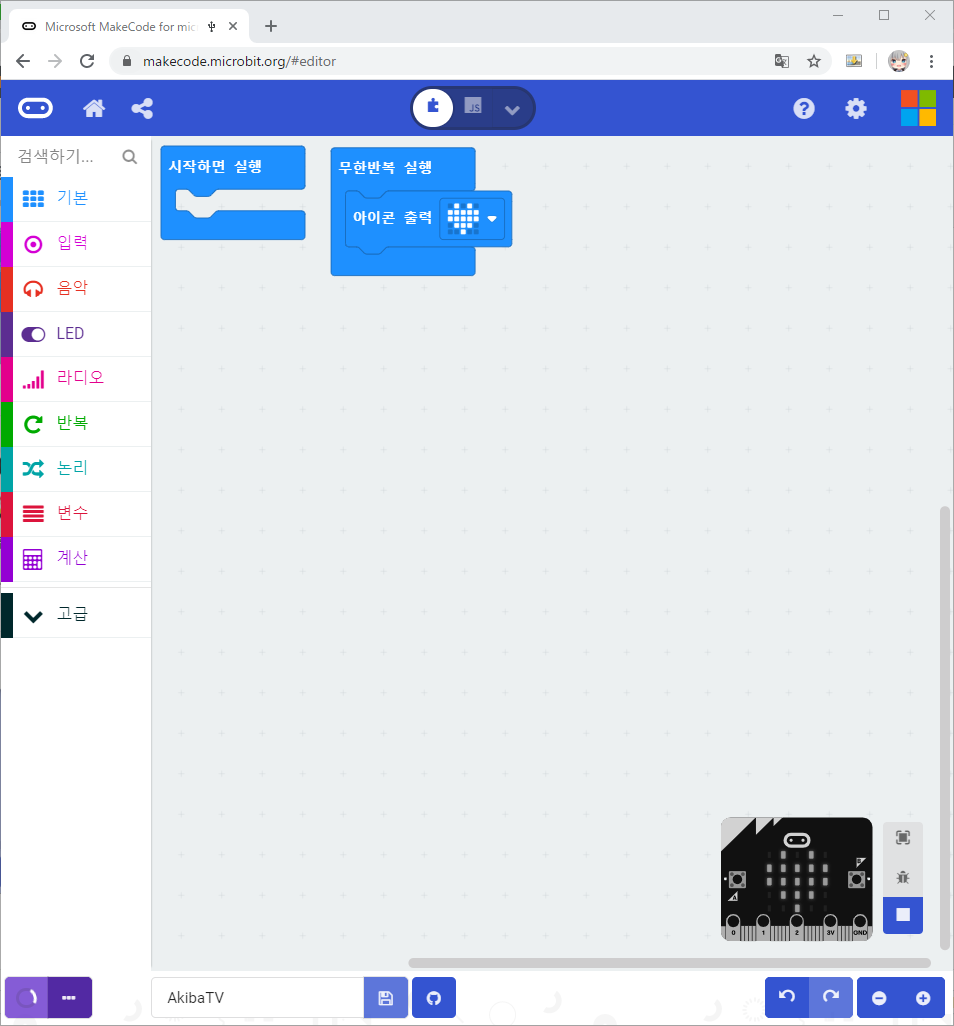 Microsoft MakeCode for mic
makecode.microbit.org/#editor
JS
검색하기...
기본
입력
음악
LED
라디오
반복
논리
변수
계산
고급
시작하면 실행
무한반복 실행
아이콘 출력
A
B
0 1 2 3V GND
AkibaTV